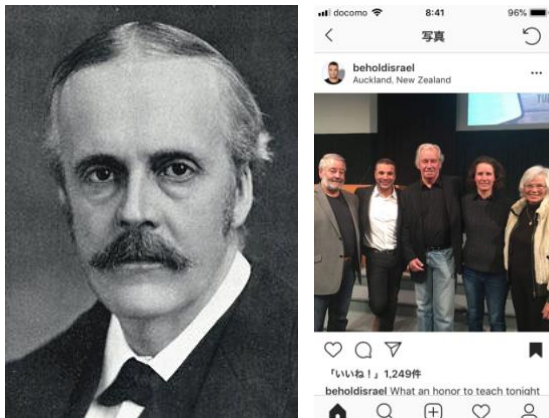 docomo 8:41 96%
写真
beholdisrael
Auckland, New Zealand
「いいね！」1,249件
beholdisrael What an honor to teach tonight